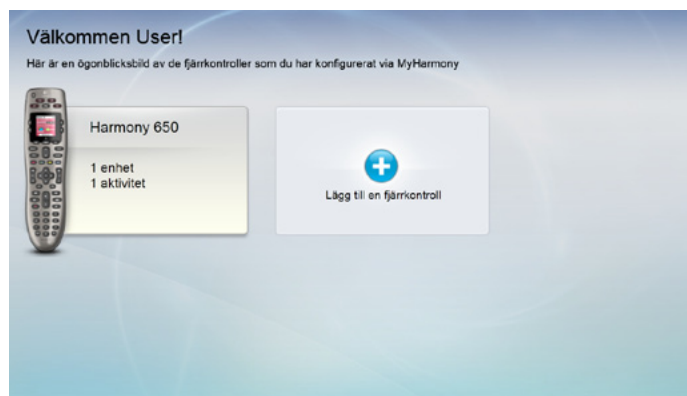 Välkommen User!
Här är en ögonblicksbild av de fjärrkontroller som du har konfigurerat via MyHarmony
Harmony 650
1 enhet
1 aktivitet
Lägg till en fjärrkontroll